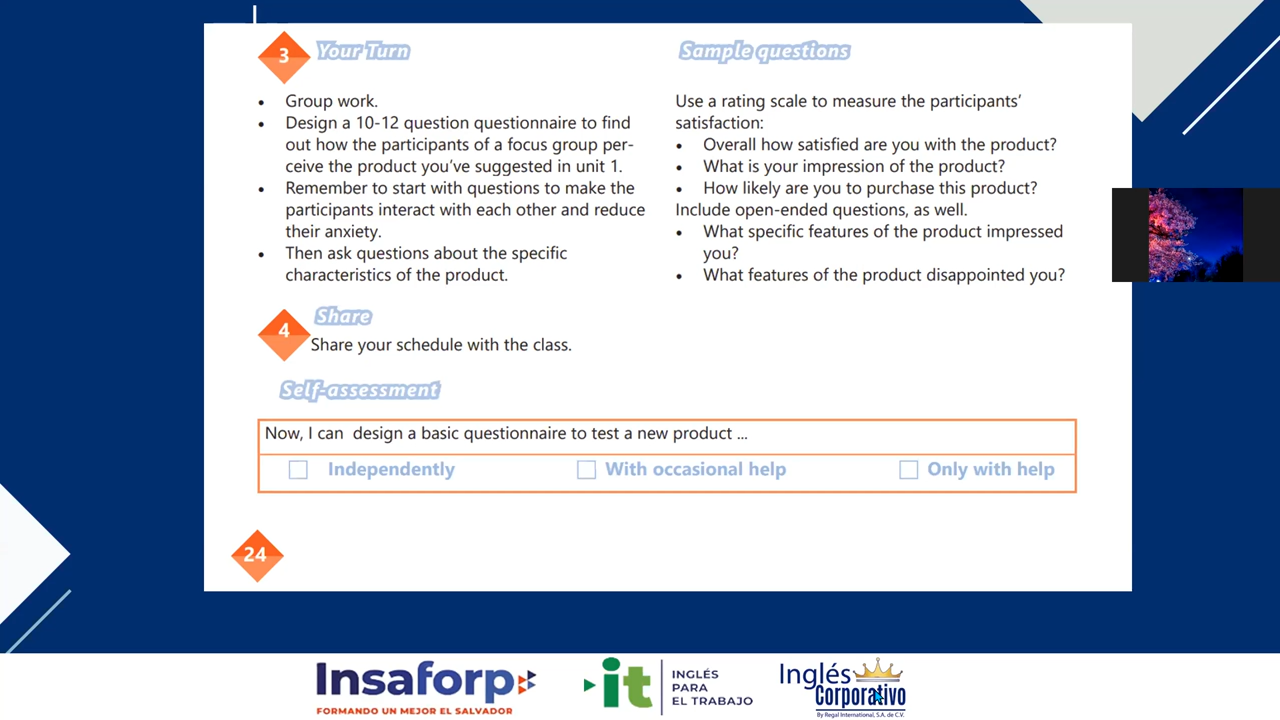 3 Your Turn
• Group work.
• Design a 10-12 question questionnaire to find
out how the participants of a focus group per-
ceive the product you've suggested in unit 1.
• Remember to start with questions to make the
participants interact with each other and reduce
their anxiety.
• Then ask questions about the specific
characteristics of the product.
Sample questions
Use a rating scale to measure the participants'
satisfaction:
• Overall how satisfied are you with the product?
• What is your impression of the product?
• How likely are you to purchase this product?
Include open-ended questions, as well.
• What specific features of the product impressed
you?
• What features of the product disappointed you?
4 Share
Share your schedule with the class.
Self-assessment
Now, I can design a basic questionnaire to test a new product ...
Independently
With occasional help
Only with help
24
Insaforp
FORMANDO UN MEJOR EL SALVADOR
it
INGLÉS
PARA
EL TRABAJO
Inglés
Corporativo
By Regal International, S.A. de C.V.